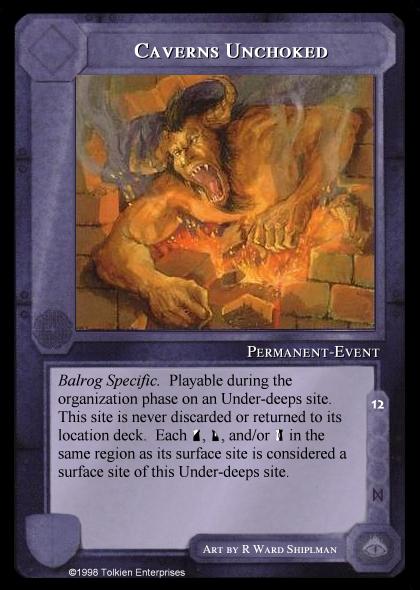 CAVERNS UNCHOKED
PERMANENT-EVENT
Balrog Specific. Playable during the
organization phase on an Under-deeps site.
This site is never discarded or returned to its
location deck. Each , , and/or in the
same region as its surface site is considered a
surface site of this Under-deeps site.
12
ART BY R WARD SHIPLMAN
©1998 Tolkien Enterprises